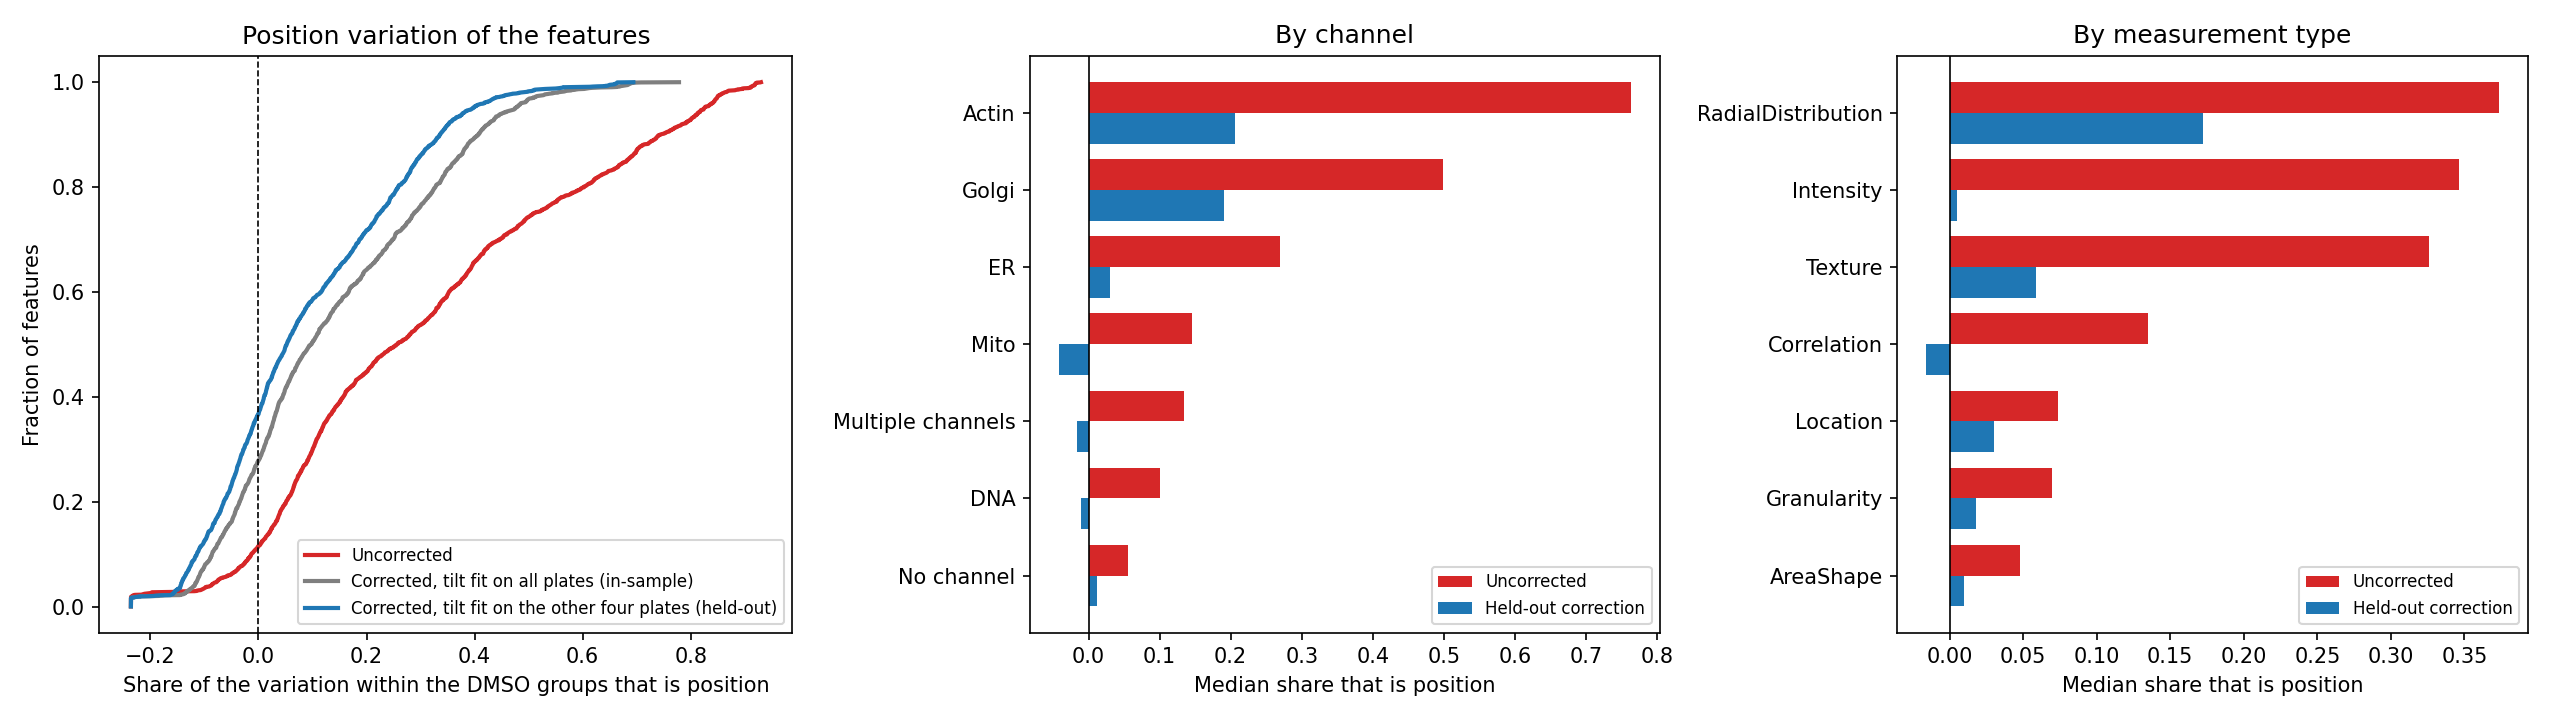 Position variation of the features
Fraction of features
1.0
0.8
0.6
0.4
0.2
0.0
Uncorrected
Corrected, tilt fit on all plates (in-sample)
Corrected, tilt fit on the other four plates (held-out)
−0.2 0.0 0.2 0.4 0.6 0.8
Share of the variation within the DMSO groups that is position
By channel
Actin
Golgi
ER
Mito
Multiple channels
DNA
No channel
Uncorrected
Held-out correction
0.0 0.1 0.2 0.3 0.4 0.5 0.6 0.7 0.8
Median share that is position
By measurement type
RadialDistribution
Intensity
Texture
Correlation
Location
Granularity
AreaShape
Uncorrected
Held-out correction
0.00 0.05 0.10 0.15 0.20 0.25 0.30 0.35
Median share that is position